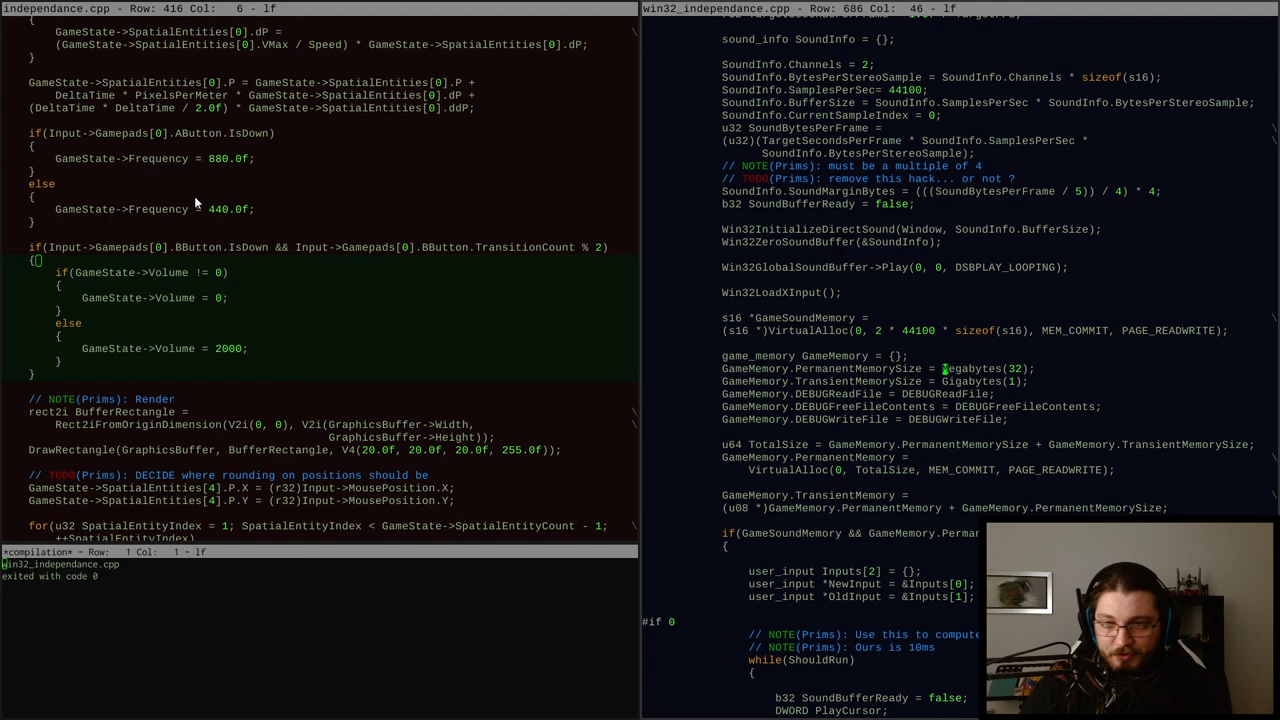 independance.cpp - Row: 416 Col:   6 - lf
{
GameState->SpatialEntities[0].dP =
(GameState->SpatialEntities[0].VMax / Speed) * GameState->SpatialEntities[0].dP;
}
GameState->SpatialEntities[0].P = GameState->SpatialEntities[0].P +
DeltaTime * PixelsPerMeter * GameState->SpatialEntities[0].dP +
(DeltaTime * DeltaTime / 2.0f) * GameState->SpatialEntities[0].ddP;
if(Input->Gamepads[0].AButton.IsDown)
{
GameState->Frequency = 880.0f;
}
else
{
GameState->Frequency = 440.0f;
}
if(Input->Gamepads[0].BButton.IsDown && Input->Gamepads[0].BButton.TransitionCount % 2)
{
if(GameState->Volume != 0)
{
GameState->Volume = 0;
}
else
{
GameState->Volume = 2000;
}
}
// NOTE(Prims): Render
rect2i BufferRectangle =
Rect2iFromOriginDimension(V2i(0, 0), V2i(GraphicsBuffer->Width,
GraphicsBuffer->Height));
DrawRectangle(GraphicsBuffer, BufferRectangle, V4(20.0f, 20.0f, 20.0f, 255.0f));
// TODO(Prims): DECIDE where rounding on positions should be
GameState->SpatialEntities[4].P.X = (r32)Input->MousePosition.X;
GameState->SpatialEntities[4].P.Y = (r32)Input->MousePosition.Y;
for(u32 SpatialEntityIndex = 1; SpatialEntityIndex < GameState->SpatialEntityCount - 1;
++SpatialEntityIndex)
*compilation* - Row:   1 Col:   1 - lf
win32_independance.cpp
exited with code 0
win32_independance.cpp - Row: 686 Col:  46 - lf
sound_info SoundInfo = {};
SoundInfo.Channels = 2;
SoundInfo.BytesPerStereoSample = SoundInfo.Channels * sizeof(s16);
SoundInfo.SamplesPerSec= 44100;
SoundInfo.BufferSize = SoundInfo.SamplesPerSec * SoundInfo.BytesPerStereoSample;
SoundInfo.CurrentSampleIndex = 0;
u32 SoundBytesPerFrame =
(u32)(TargetSecondsPerFrame * SoundInfo.SamplesPerSec *
SoundInfo.BytesPerStereoSample);
// NOTE(Prims): must be a multiple of 4
// TODO(Prims): remove this hack... or not ?
SoundInfo.SoundMarginBytes = (((SoundBytesPerFrame / 5)) / 4) * 4;
b32 SoundBufferReady = false;
Win32InitializeDirectSound(Window, SoundInfo.BufferSize);
Win32ZeroSoundBuffer(&SoundInfo);
Win32GlobalSoundBuffer->Play(0, 0, DSBPLAY_LOOPING);
Win32LoadXInput();
s16 *GameSoundMemory =
(s16 *)VirtualAlloc(0, 2 * 44100 * sizeof(s16), MEM_COMMIT, PAGE_READWRITE);
game_memory GameMemory = {};
GameMemory.PermanentMemorySize = Megabytes(32);
GameMemory.TransientMemorySize = Gigabytes(1);
GameMemory.DEBUGReadFile = DEBUGReadFile;
GameMemory.DEBUGFreeFileContents = DEBUGFreeFileContents;
GameMemory.DEBUGWriteFile = DEBUGWriteFile;
u64 TotalSize = GameMemory.PermanentMemorySize + GameMemory.TransientMemorySize;
GameMemory.PermanentMemory =
VirtualAlloc(0, TotalSize, MEM_COMMIT, PAGE_READWRITE);
GameMemory.TransientMemory =
(u08 *)GameMemory.PermanentMemory + GameMemory.PermanentMemorySize;
if(GameSoundMemory && GameMemory.Perman
{
user_input Inputs[2] = {};
user_input *NewInput = &Inputs[0];
user_input *OldInput = &Inputs[1];
#if 0
// NOTE(Prims): Use this to compute
// NOTE(Prims): Ours is 10ms
while(ShouldRun)
{
b32 SoundBufferReady = false;
DWORD PlayCursor;